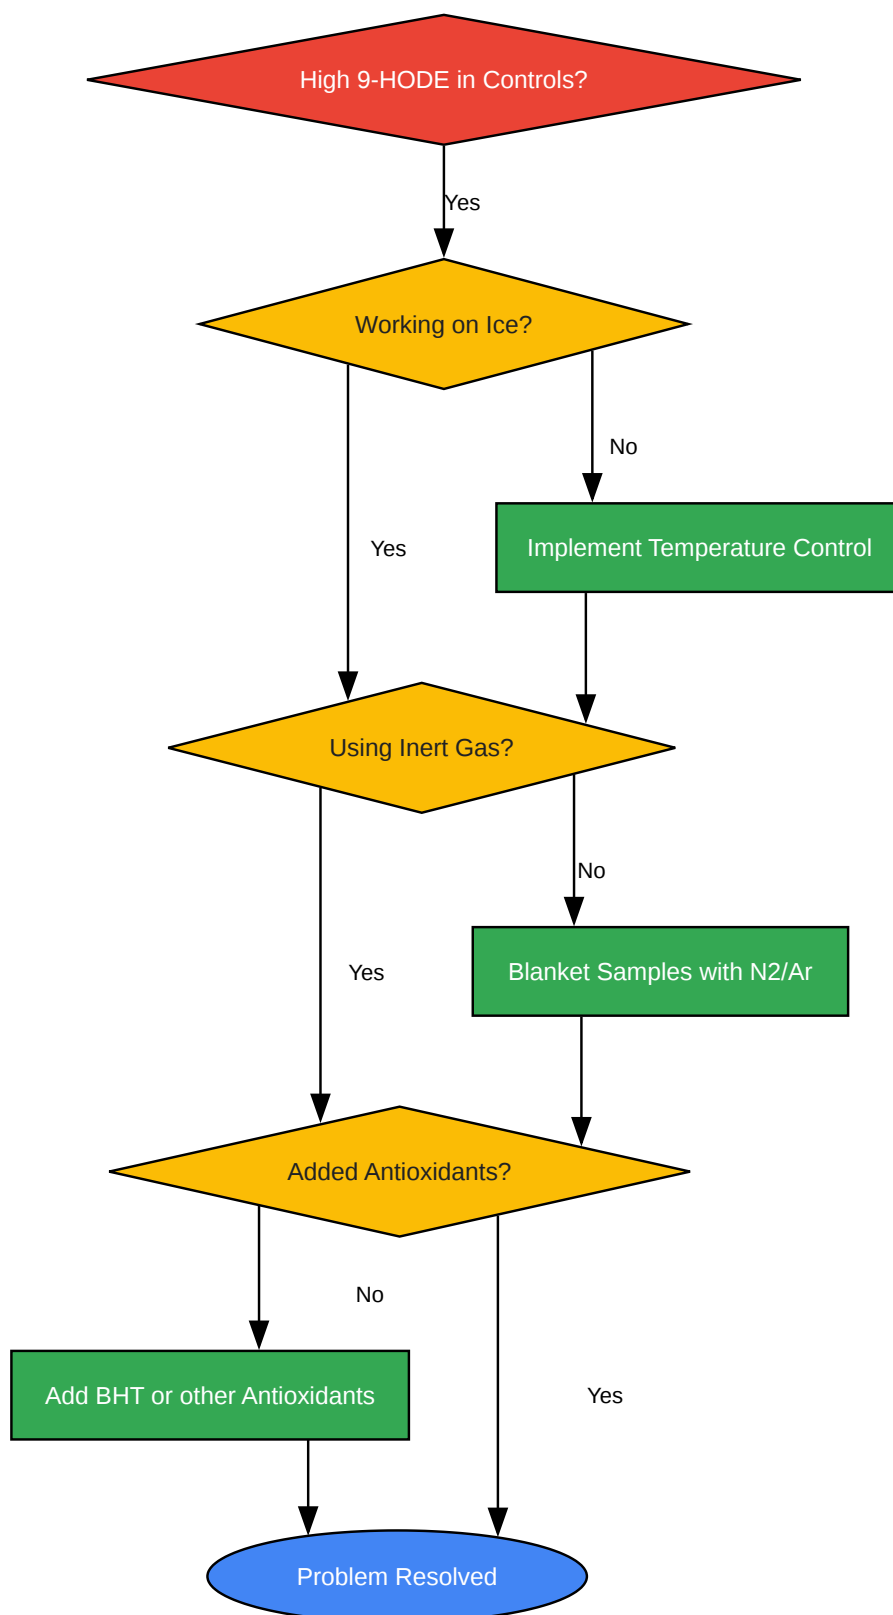 High 9-HODE in Controls?
Yes
Working on Ice?
No
Implement Temperature Control
Yes
Using Inert Gas?
No
Blanket Samples with N2/Ar
Yes
Added Antioxidants?
No
Add BHT or other Antioxidants
Yes
Problem Resolved